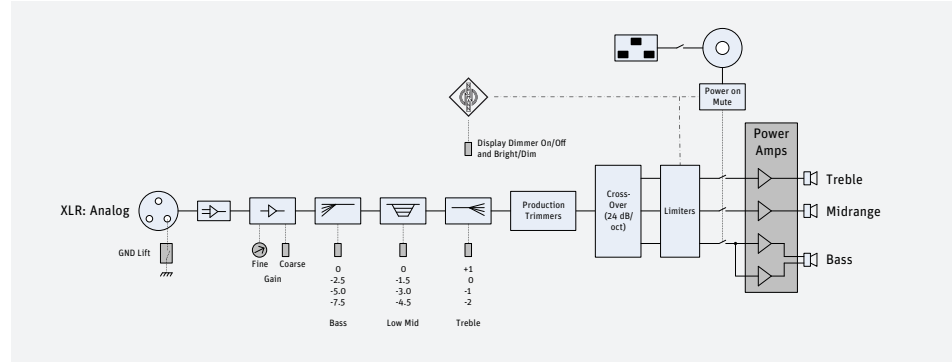 Power on
Mute
Power
Amps
Display Dimmer On/Off
and Bright/Dim
XLR: Analog
GND Lift
Fine
Coarse
Gain
0
-2.5
-5.0
-7.5
Bass
0
-1.5
-3.0
-4.5
Low Mid
+1
0
-1
-2
Treble
Production
Trimmers
Cross-
Over
(24 dB/
oct)
Limiters
Treble
Midrange
Bass